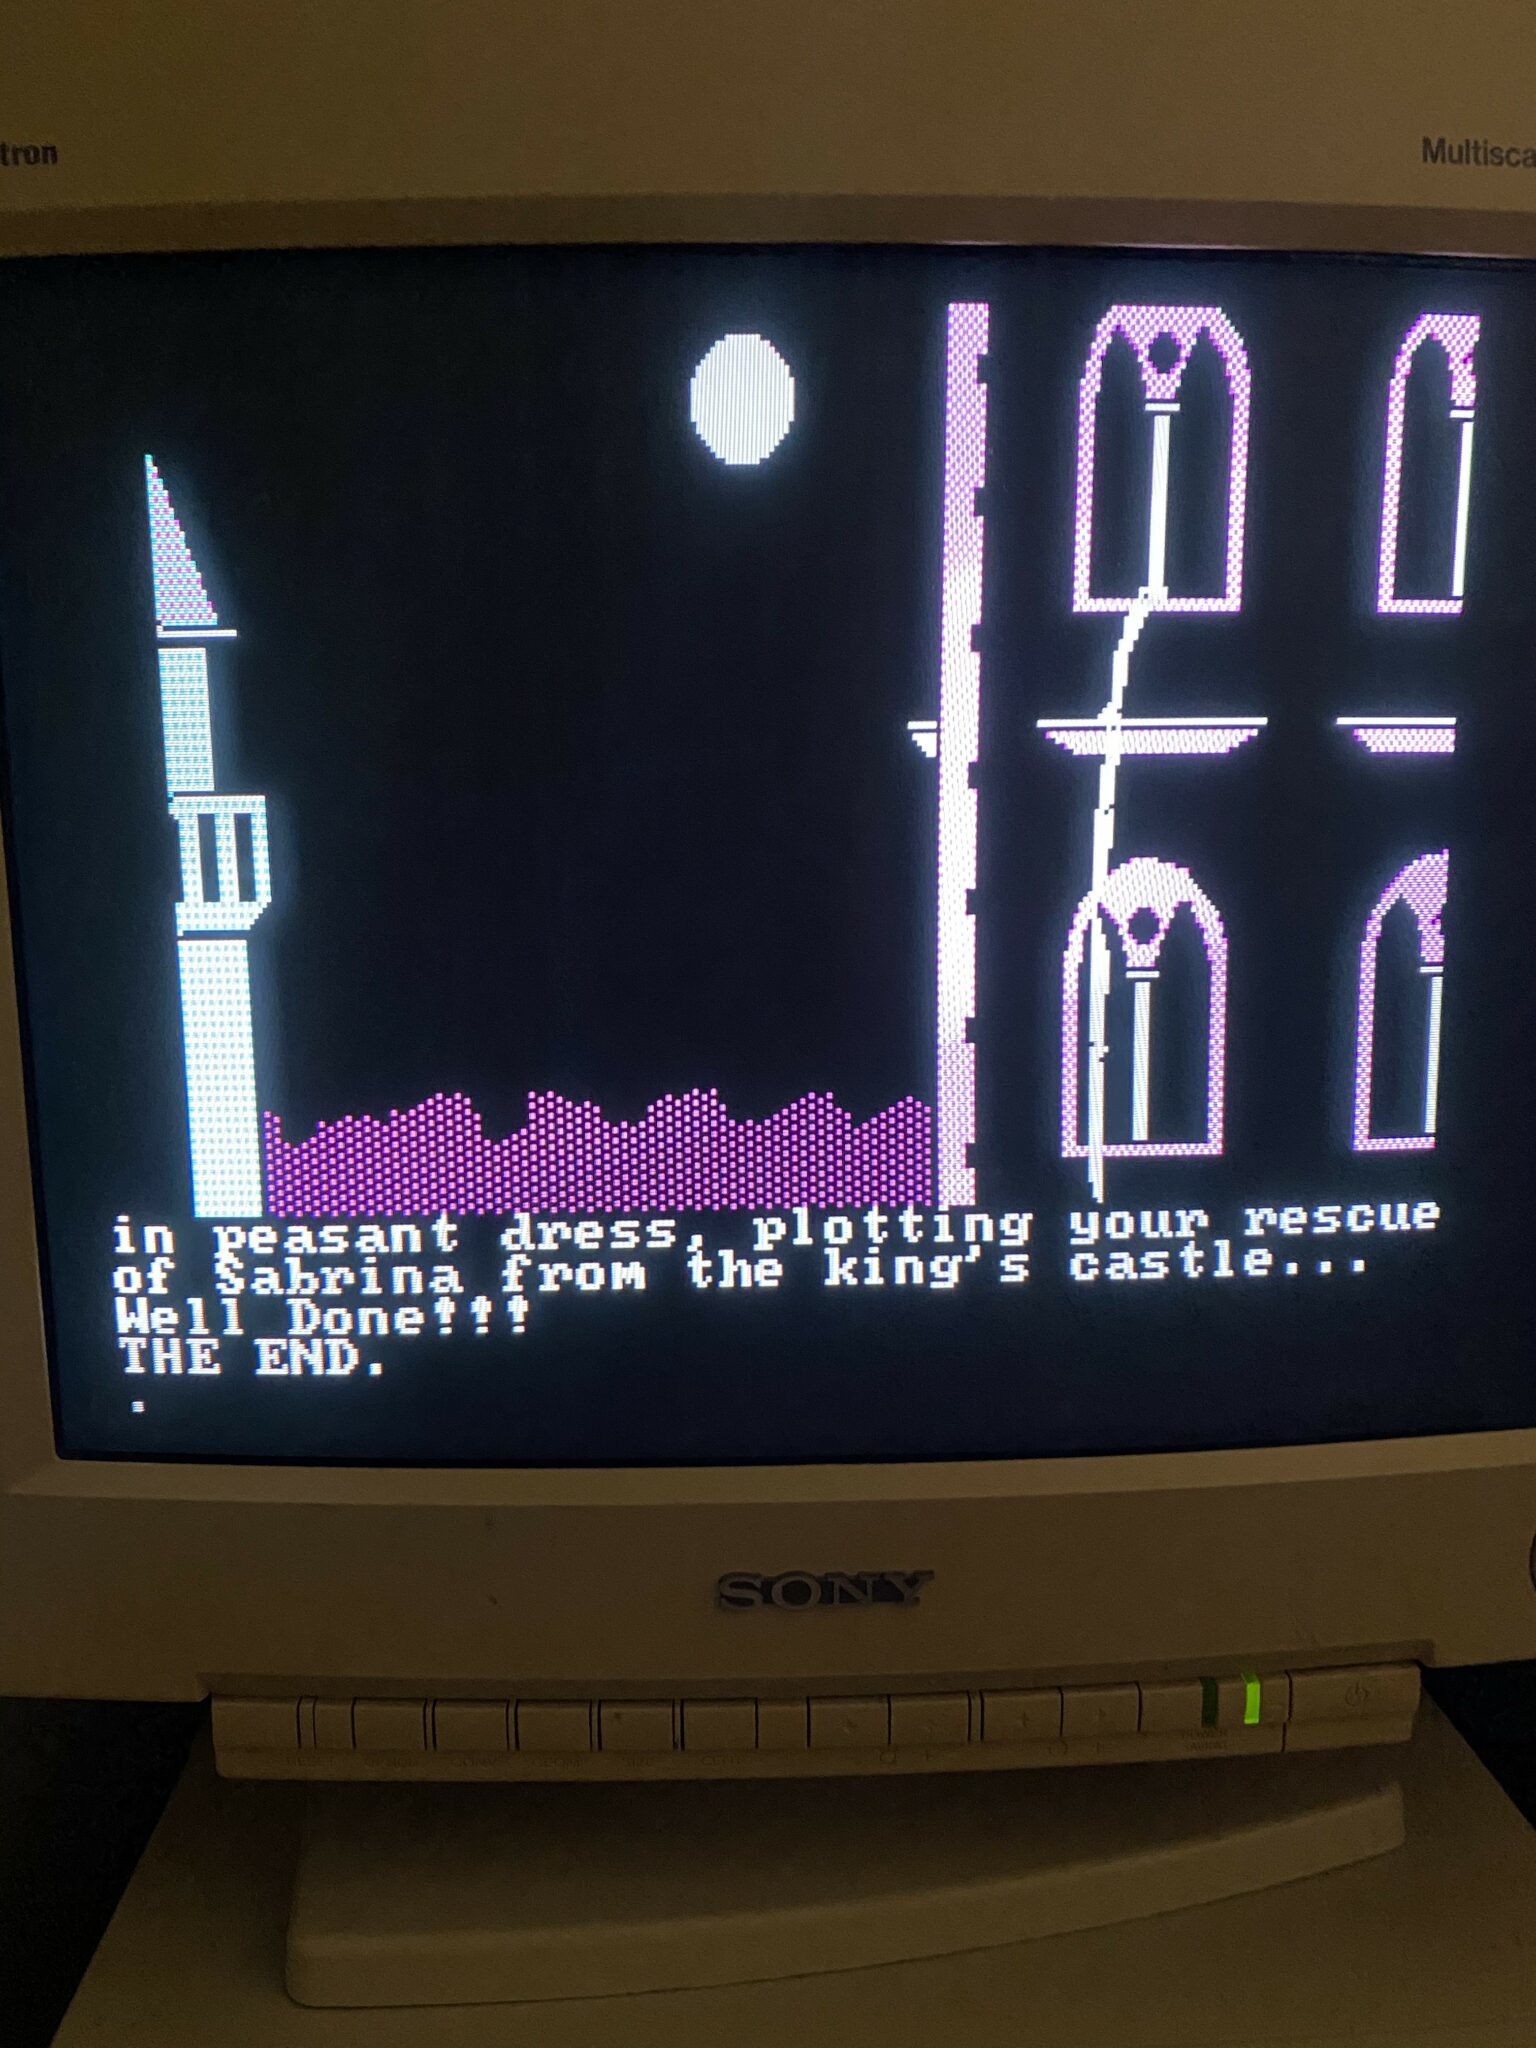 tron
Multisca
in peasant dress, plotting your rescue
of Sabrina from the king's castle...
Well Done!!!
THE END.
SONY